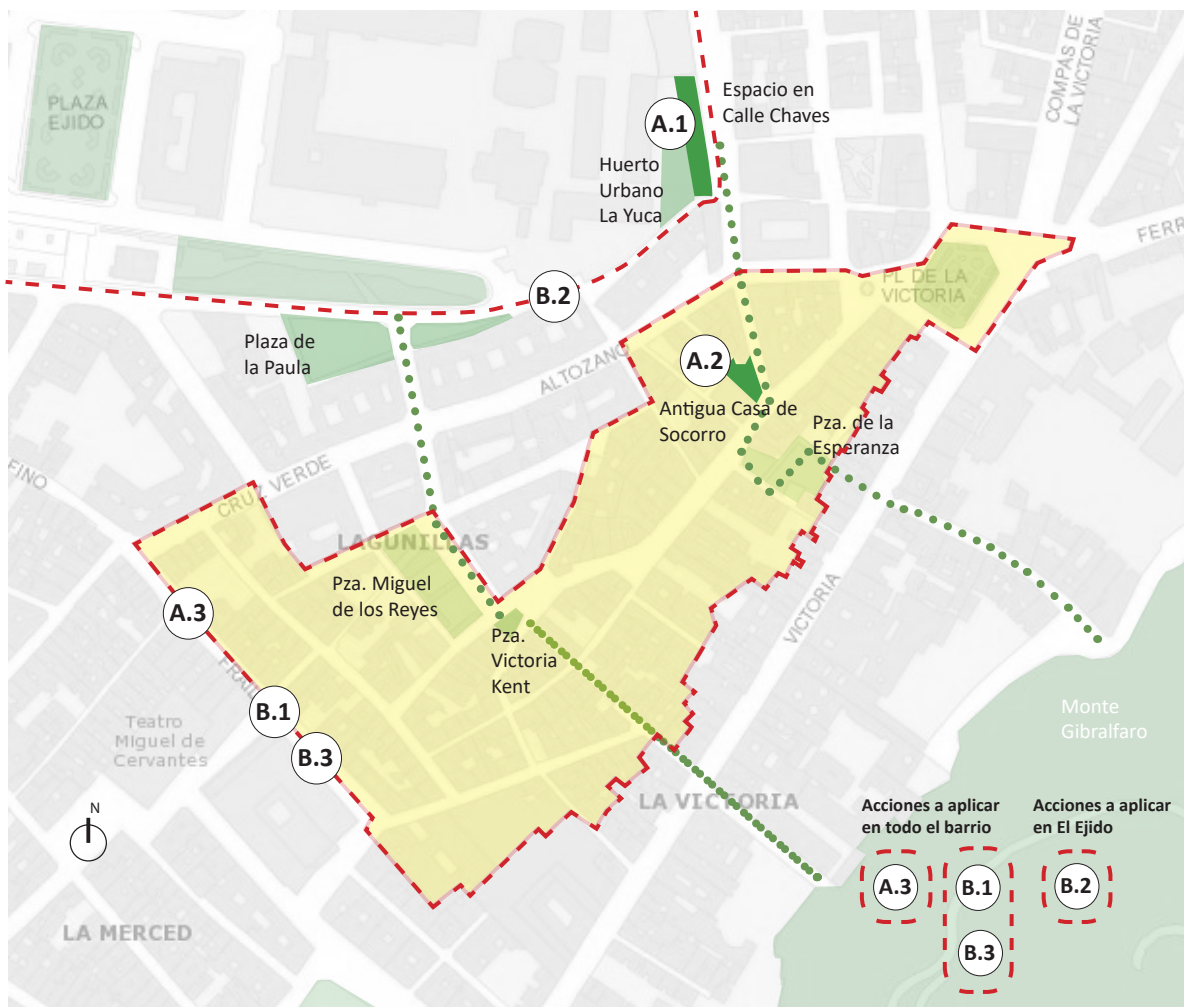 PLAZA
EJIDO
A.1
Espacio en
Calle Chaves
COMPAS DE
LA VICTORIA
Huerto
Urbano
La Yuca
FERR
PL DE LA
VICTORIA
B.2
Plaza de
la Paula
ALTOZANO
A.2
Antigua Casa de
Socorro
Pza. de la
Esperanza
FINO
CRUZ VERDE
LAGUNILLAS
Pza. Miguel
de los Reyes
A.3
VICTORIA
Pza.
Victoria
Kent
FRAIL
B.1
Teatro
Miguel de
Cervantes
B.3
Monte
Gibralfaro
N
LA VICTORIA
Acciones a aplicar
en todo el barrio
Acciones a aplicar
en El Ejido
A.3
B.1
B.2
LA MERCED
B.3